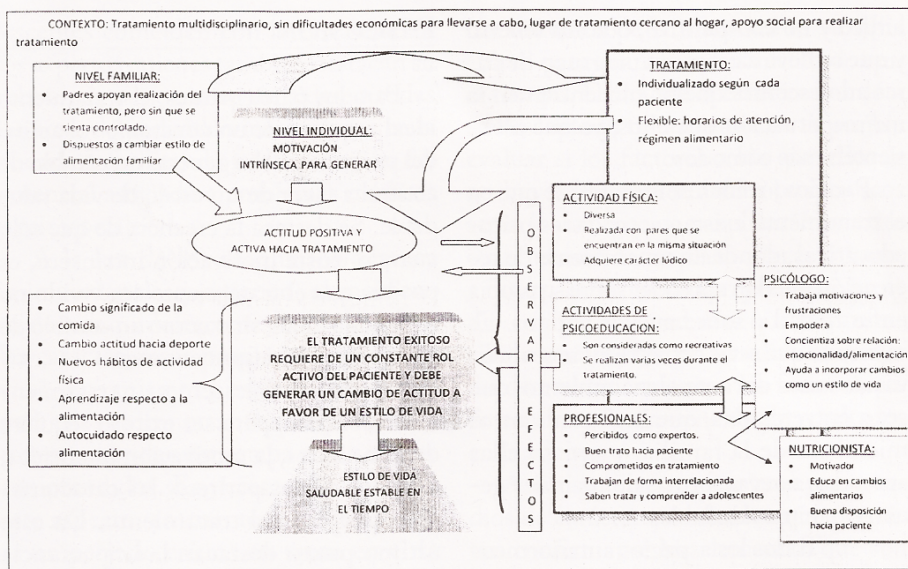 CONTEXTO: Tratamiento multidisciplinario, sin dificultades económicas para llevarse a cabo, lugar de tratamiento cercano al hogar, apoyo social para realizar
tratamiento
NIVEL FAMILIAR:
• Padres apoyan realización del
tratamiento, pero sin que se
sienta controlado.
• Dispuestos a cambiar estilo de
alimentación familiar
NIVEL INDIVIDUAL:
MOTIVACIÓN
INTRÍNSECA PARA GENERAR
TRATAMIENTO:
• Individualizado según cada
paciente
• Flexible: horarios de atención,
régimen alimentario
ACTITUD POSITIVA Y
ACTIVA HACIA TRATAMIENTO
OBSERVAR EFECTOS
ACTIVIDAD FÍSICA:
• Diversa
• Realizada con pares que se
encuentran en la misma situación
• Adquiere carácter lúdico
ACTIVIDADES DE
PSICOEDUCACION:
• Son consideradas como recreativas
• Se realizan varias veces durante el
tratamiento.
PSICÓLOGO:
• Trabaja motivaciones y
frustraciones
• Empodera
• Concientiza sobre relación:
emocionalidad/alimentación
• Ayuda a incorporar cambios
como un estilo de vida
• Cambio significado de la
comida
• Cambio actitud hacia deporte
• Nuevos hábitos de actividad
física
• Aprendizaje respecto a la
alimentación
• Autocuidado respecto
alimentación
EL TRATAMIENTO EXITOSO
REQUIERE DE UN CONSTANTE ROL
ACTIVO DEL PACIENTE Y DEBE
GENERAR UN CAMBIO DE ACTITUD A
FAVOR DE UN ESTILO DE VIDA
ESTILO DE VIDA
SALUDABLE ESTABLE EN
EL TIEMPO
PROFESIONALES:
• Percibidos como expertos.
• Buen trato hacia paciente
• Comprometidos en tratamiento
• Trabajan de forma interrelacionada
• Saben tratar y comprender a adolescentes
NUTRICIONISTA:
• Motivador
• Educa en cambios
alimentarios
• Buena disposición
hacia paciente